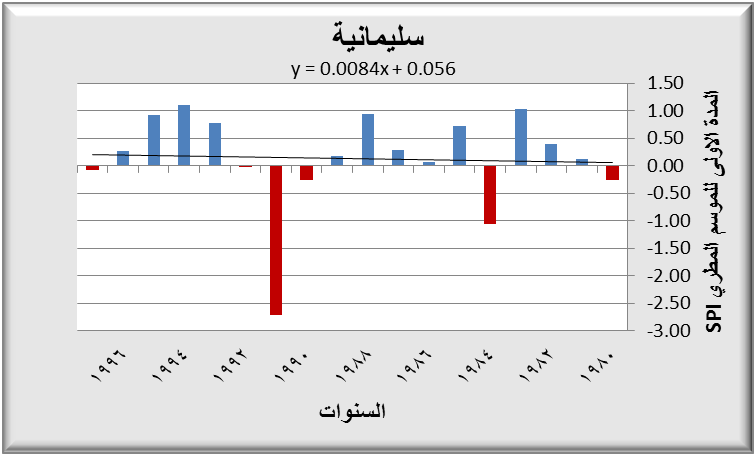 سليمانية
y = 0.0084x + 0.056
المدة الاولى للموسم المطري SPI
1.50
1.00
0.50
0.00
-0.50
-1.00
-1.50
-2.00
-2.50
-3.00
١٩٨٠ ١٩٨٢ ١٩٨٤ ١٩٨٦ ١٩٨٨ ١٩٩٠ ١٩٩٢ ١٩٩٤ ١٩٩٦
السنوات